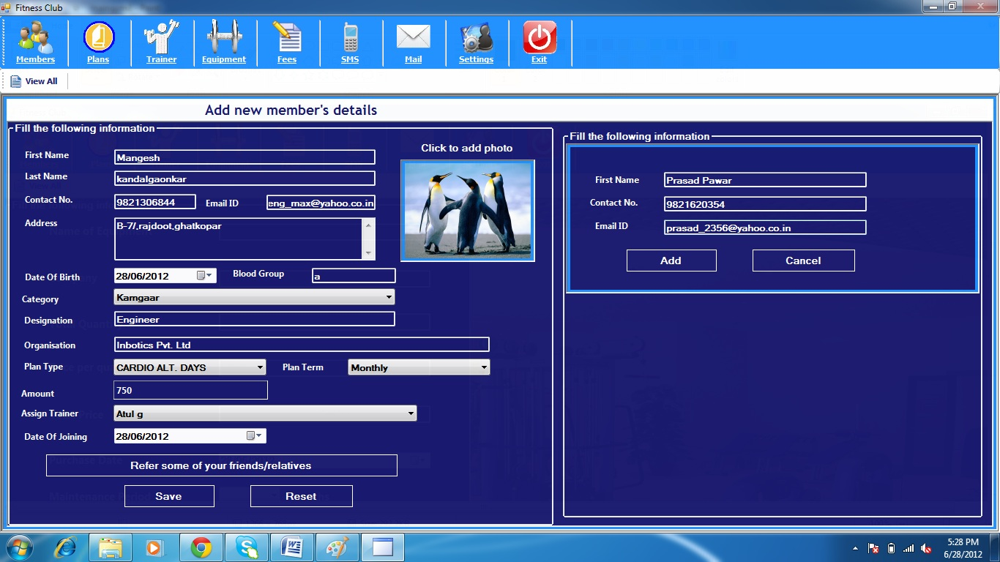 Fitness Club
Members Plans Trainer Equipment Fees SMS Mail Settings Exit
View All
Add new member's details
Fill the following information
First Name Mangesh
Last Name kandalgaonkar
Contact No. 9821306844 Email ID eng_max@yahoo.co.in
Address B-7/,rajdoot,ghatkopar
Date Of Birth 28/06/2012 Blood Group a
Category Kamgaar
Designation Engineer
Organisation Inbotics Pvt. Ltd
Plan Type CARDIO ALT. DAYS Plan Term Monthly
Amount 750
Assign Trainer Atul g
Date Of Joining 28/06/2012
Refer some of your friends/relatives
Save Reset
Click to add photo
Fill the following information
First Name Prasad Pawar
Contact No. 9821620354
Email ID prasad_2356@yahoo.co.in
Add Cancel
5:28 PM
6/28/2012